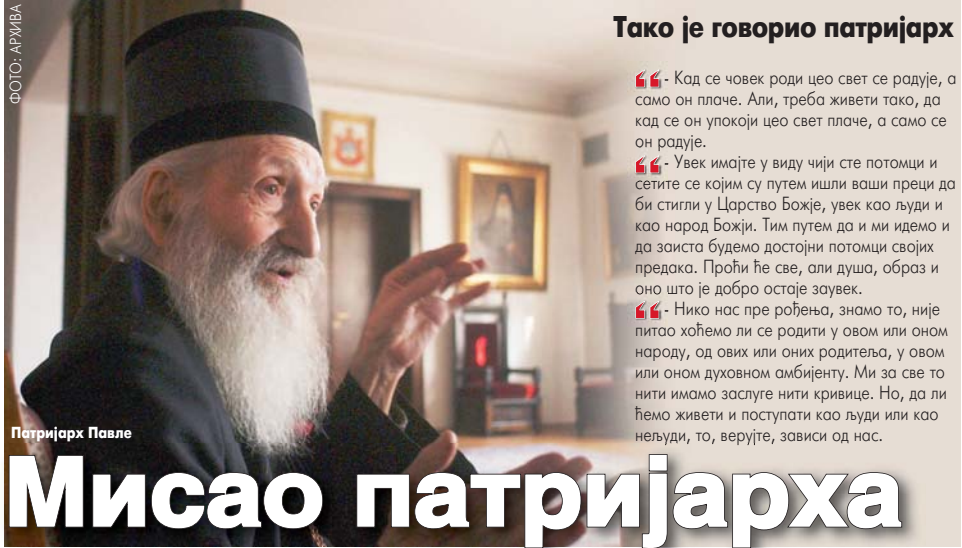 ФОТО: АРХИВА
Тако је говорио патријарх
- Кад се човек роди цео свет се радује, а
само он плаче. Али, треба живети тако, да
кад се он упокоји цео свет плаче, а само се
он радује.
- Увек имајте у виду чији сте потомци и
сетите се којим су путем ишли ваши преци да
би стигли у Царство Божје, увек као људи и
као народ Божји. Тим путем да и ми идемо и
да заиста будемо достојни потомци својих
предака. Проћи ће све, али душа, образ и
оно што је добро остаје заувек.
- Нико нас пре рођења, знамо то, није
питао хоћемо ли се родити у овом или оном
народу, од ових или оних родитеља, у овом
или оном духовном амбијенту. Ми за све то
нити имамо заслуге нити кривице. Но, да ли
ћемо живети и поступати као људи или као
нељуди, то, верујте, зависи од нас.
Патријарх Павле
Мисао патријарха